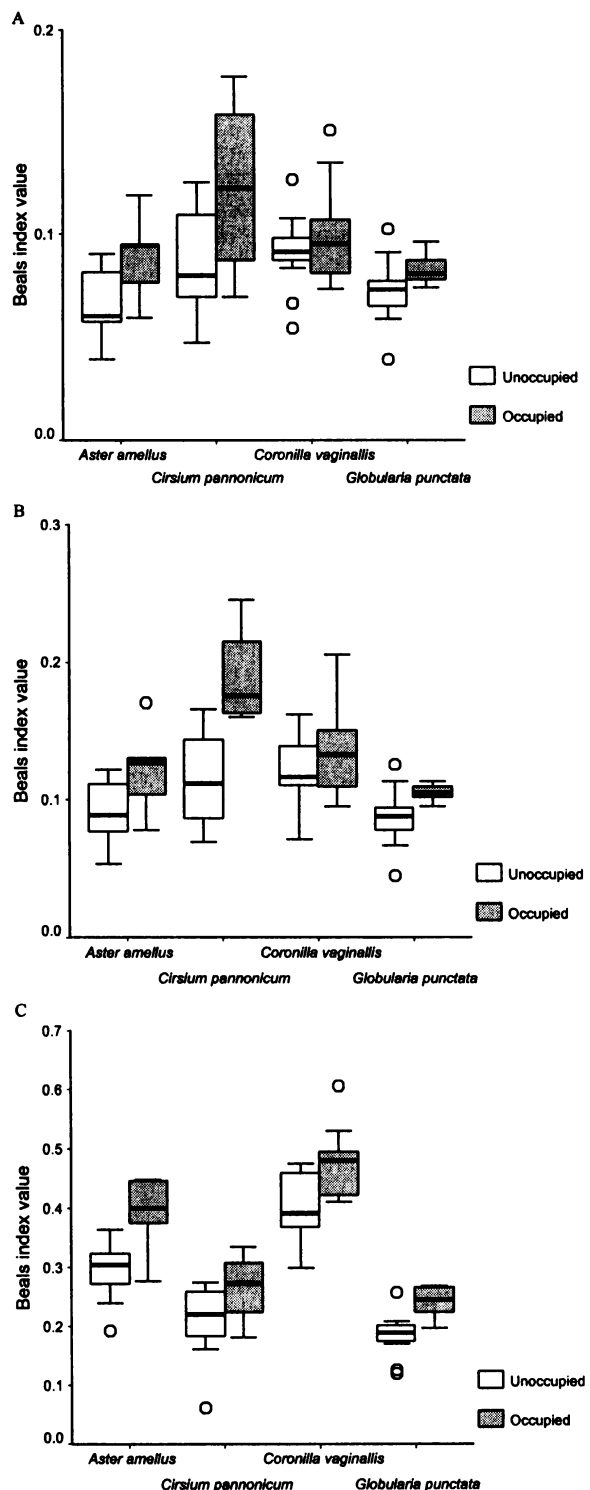 A
0.2
0.1
0.0
Beals index value
Unoccupied
Occupied
Aster amellus
Coronilla vaginallis
Cirsium pannonicum
Globularia punctata
B
0.3
0.2
0.1
0.0
Beals index value
Unoccupied
Occupied
Aster amellus
Coronilla vaginallis
Cirsium pannonicum
Globularia punctata
C
0.7
0.6
0.5
0.4
0.3
0.2
0.1
0.0
Beals index value
Unoccupied
Occupied
Aster amellus
Coronilla vaginallis
Cirsium pannonicum
Globularia punctata